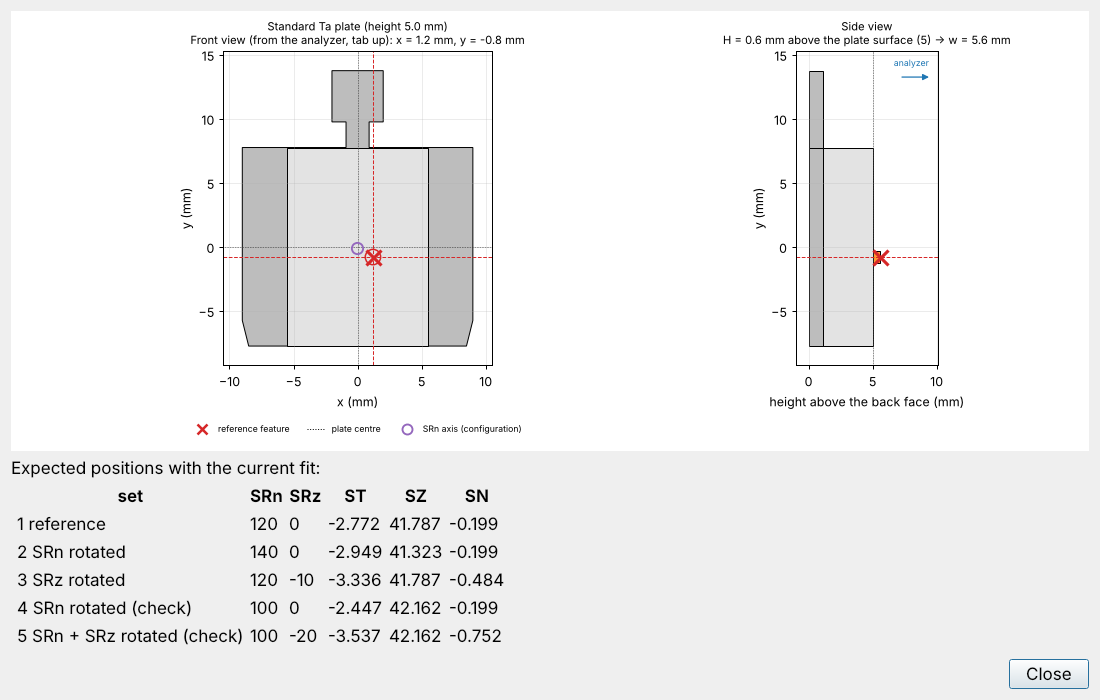 Standard Ta plate (height 5.0 mm)
Front view (from the analyzer, tab up): x = 1.2 mm, y = -0.8 mm
15
10
5
0
−5
y (mm)
−10
−5
0
5
10
x (mm)
reference feature
plate centre
SRn axis (configuration)
Side view
H = 0.6 mm above the plate surface (5) → w = 5.6 mm
analyzer
15
10
5
0
−5
y (mm)
0
5
10
height above the back face (mm)
Expected positions with the current fit:
set SRn SRz ST SZ SN
1 reference 120 0 -2.772 41.787 -0.199
2 SRn rotated 140 0 -2.949 41.323 -0.199
3 SRz rotated 120 -10 -3.336 41.787 -0.484
4 SRn rotated (check) 100 0 -2.447 42.162 -0.199
5 SRn + SRz rotated (check) 100 -20 -3.537 42.162 -0.752
Close